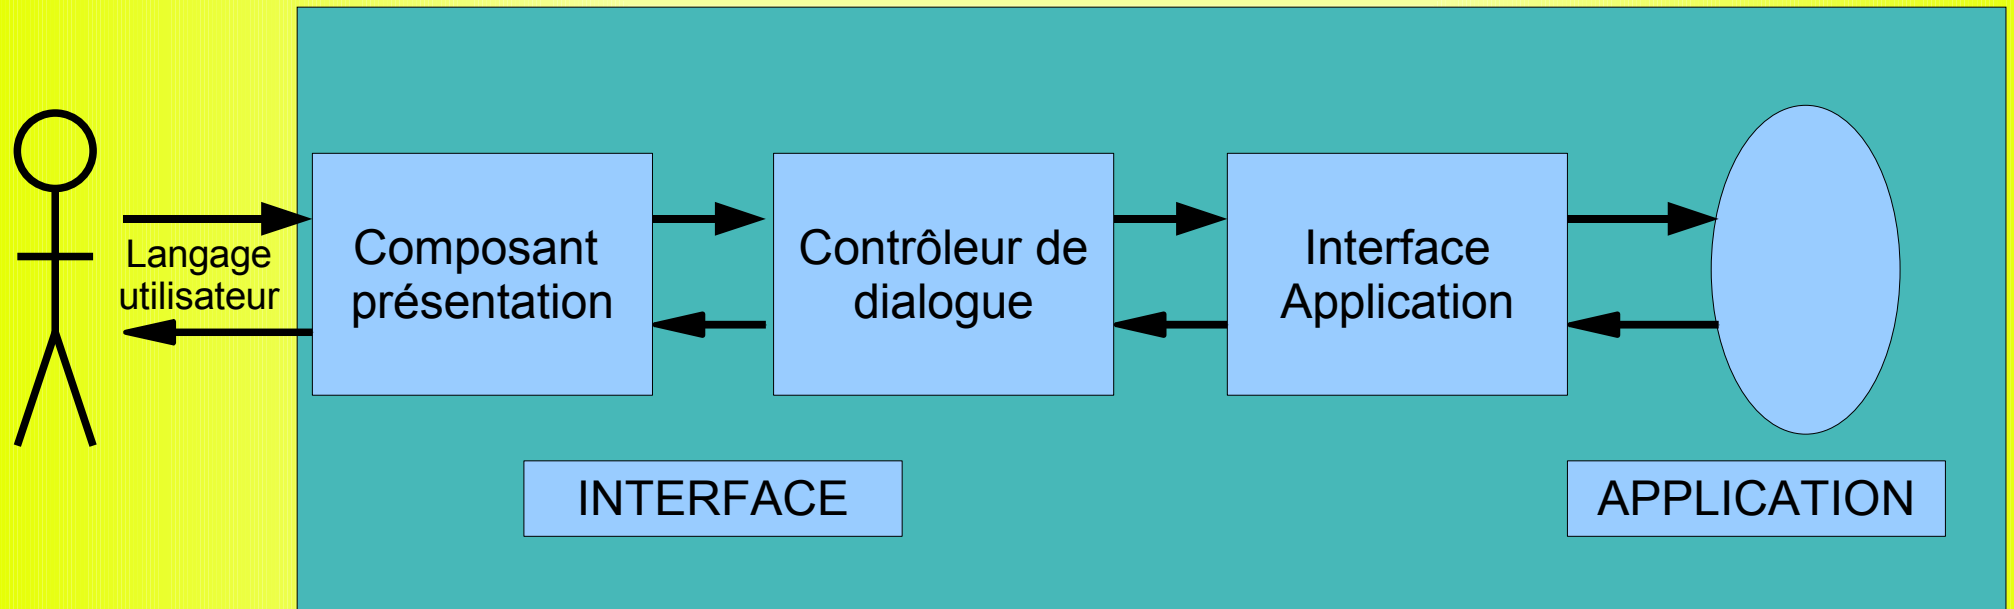 Langage
utilisateur
Composant
présentation
Contrôleur de
dialogue
Interface
Application
INTERFACE
APPLICATION